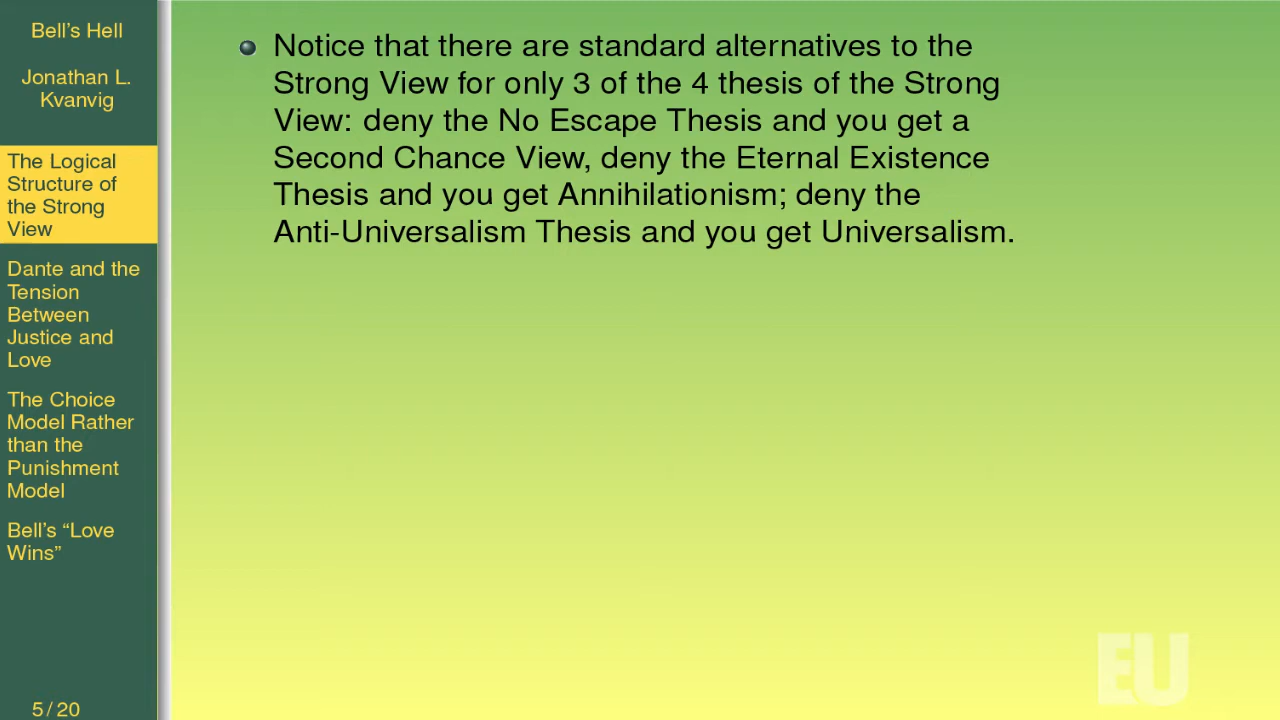 Bell’s Hell
Jonathan L.
Kvanvig
The Logical
Structure of
the Strong
View
Dante and the
Tension
Between
Justice and
Love
The Choice
Model Rather
than the
Punishment
Model
Bell’s “Love
Wins”
5/20
Notice that there are standard alternatives to the
Strong View for only 3 of the 4 thesis of the Strong
View: deny the No Escape Thesis and you get a
Second Chance View, deny the Eternal Existence
Thesis and you get Annihilationism; deny the
Anti-Universalism Thesis and you get Universalism.
EU